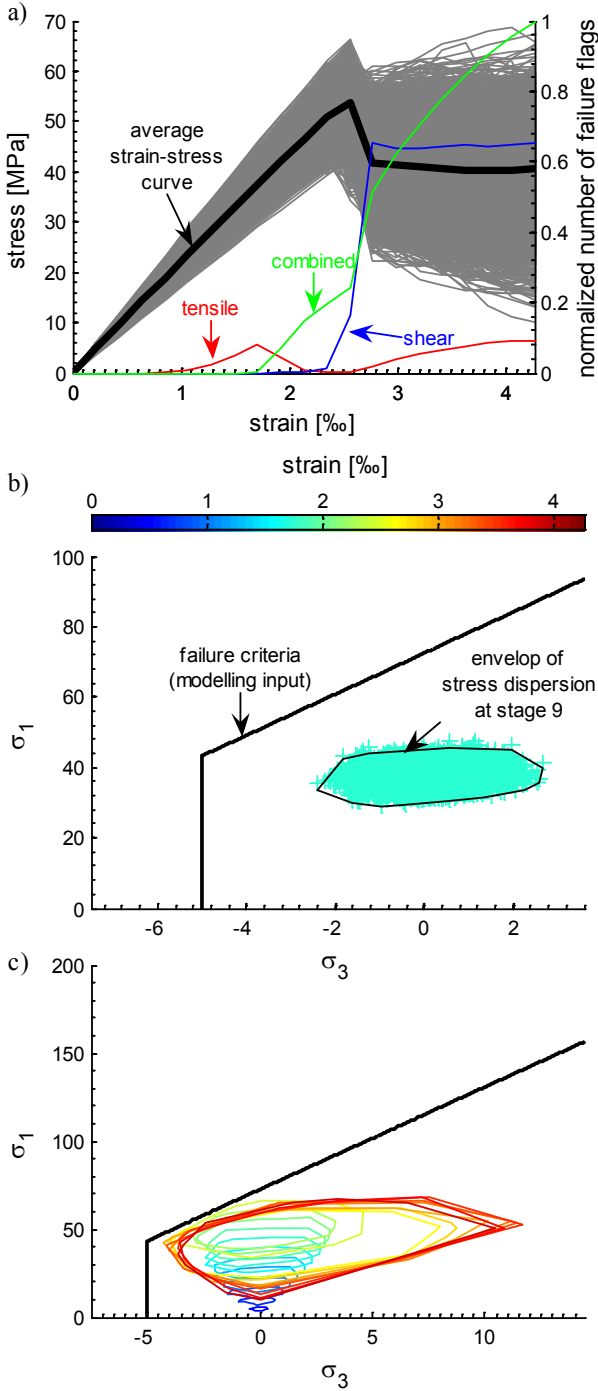 a)
70
60
50
40
30
20
10
0
stress [MPa]
1
0.8
0.6
0.4
0.2
0
normalized number of failure flags
average
strain-stress
curve
combined
tensile
shear
0 1 2 3 4
strain [‰]
strain [‰]
b)
0 1 2 3 4
100
80
60
40
20
0
σ1
failure criteria
(modelling input)
envelop of
stress dispersion
at stage 9
-6 -4 -2 0 2
σ3
c)
200
150
100
50
0
σ1
-5 0 5 10
σ3